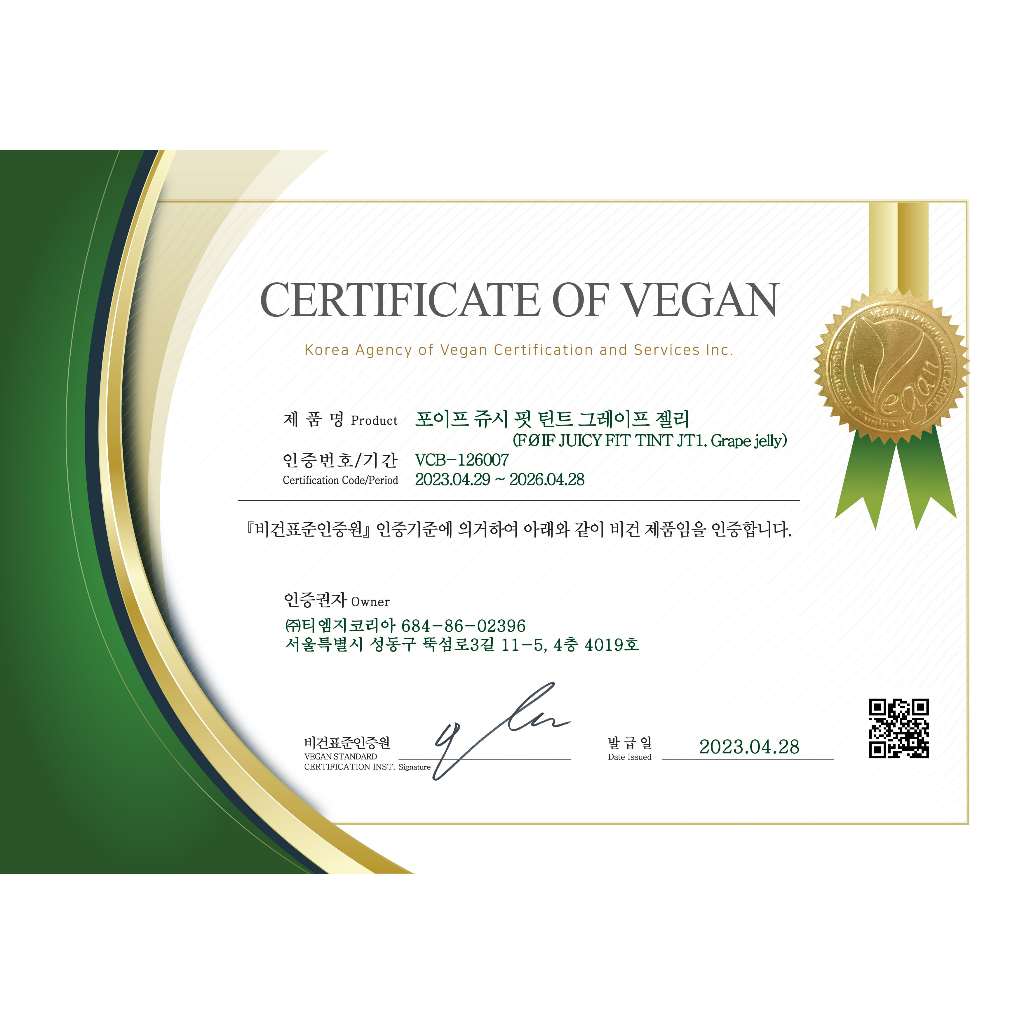 CERTIFICATE OF VEGAN
Korea Agency of Vegan Certification and Services Inc.
제 품 명 Product 포이프 쥬시 핏 틴트 그레이프 젤리
(FØIF JUICY FIT TINT JT1. Grape jelly)
인증번호/기간 VCB-126007
Certification Code/Period 2023.04.29 ~ 2026.04.28
『비건표준인증원』 인증기준에 의거하여 아래와 같이 비건 제품임을 인증합니다.
인증권자 Owner
㈜티엠지코리아 684-86-02396
서울특별시 성동구 뚝섬로3길 11-5, 4층 4019호
비건표준인증원
VEGAN STANDARD
CERTIFICATION INST. Signature
발 급 일 2023.04.28
Date Issued
Vegan